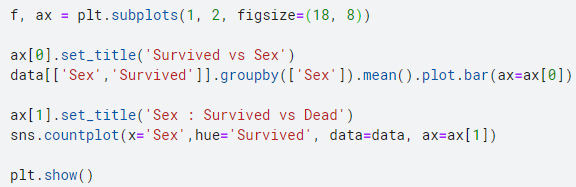 f, ax = plt.subplots(1, 2, figsize=(18, 8))
ax[0].set_title('Survived vs Sex')
data[['Sex','Survived']].groupby(['Sex']).mean().plot.bar(ax=ax[0])
ax[1].set_title('Sex : Survived vs Dead')
sns.countplot(x='Sex',hue='Survived', data=data, ax=ax[1])
plt.show()